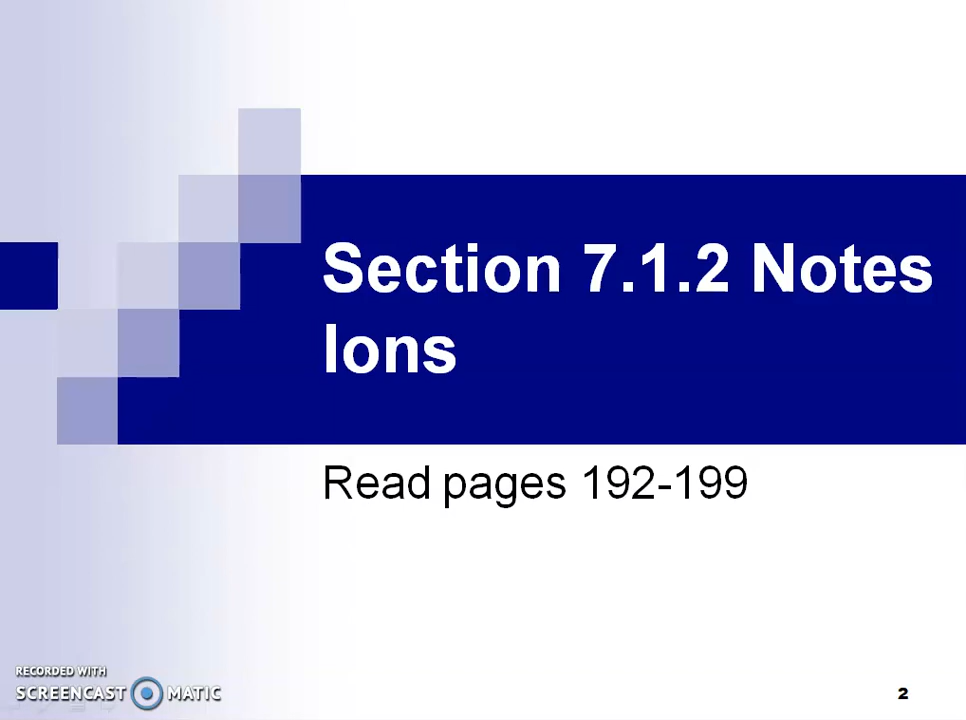 Section 7.1.2 Notes
Ions
Read pages 192-199
RECORDED WITH
SCREENCAST MATIC
2